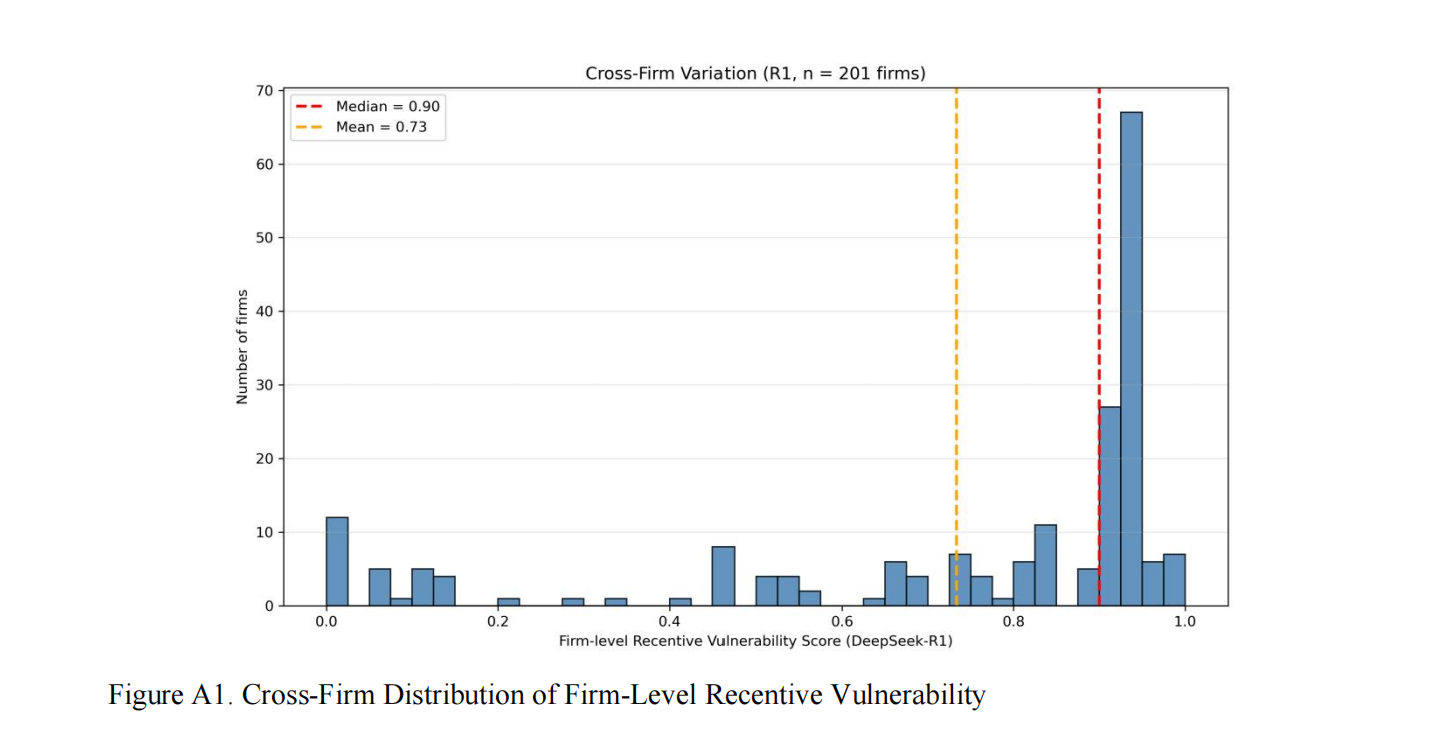 Cross-Firm Variation (R1, n = 201 firms)
Median = 0.90
Mean = 0.73
70
60
50
40
30
20
10
0
Number of firms
0.0 0.2 0.4 0.6 0.8 1.0
Firm-level Recentive Vulnerability Score (DeepSeek-R1)
Figure A1. Cross-Firm Distribution of Firm-Level Recentive Vulnerability